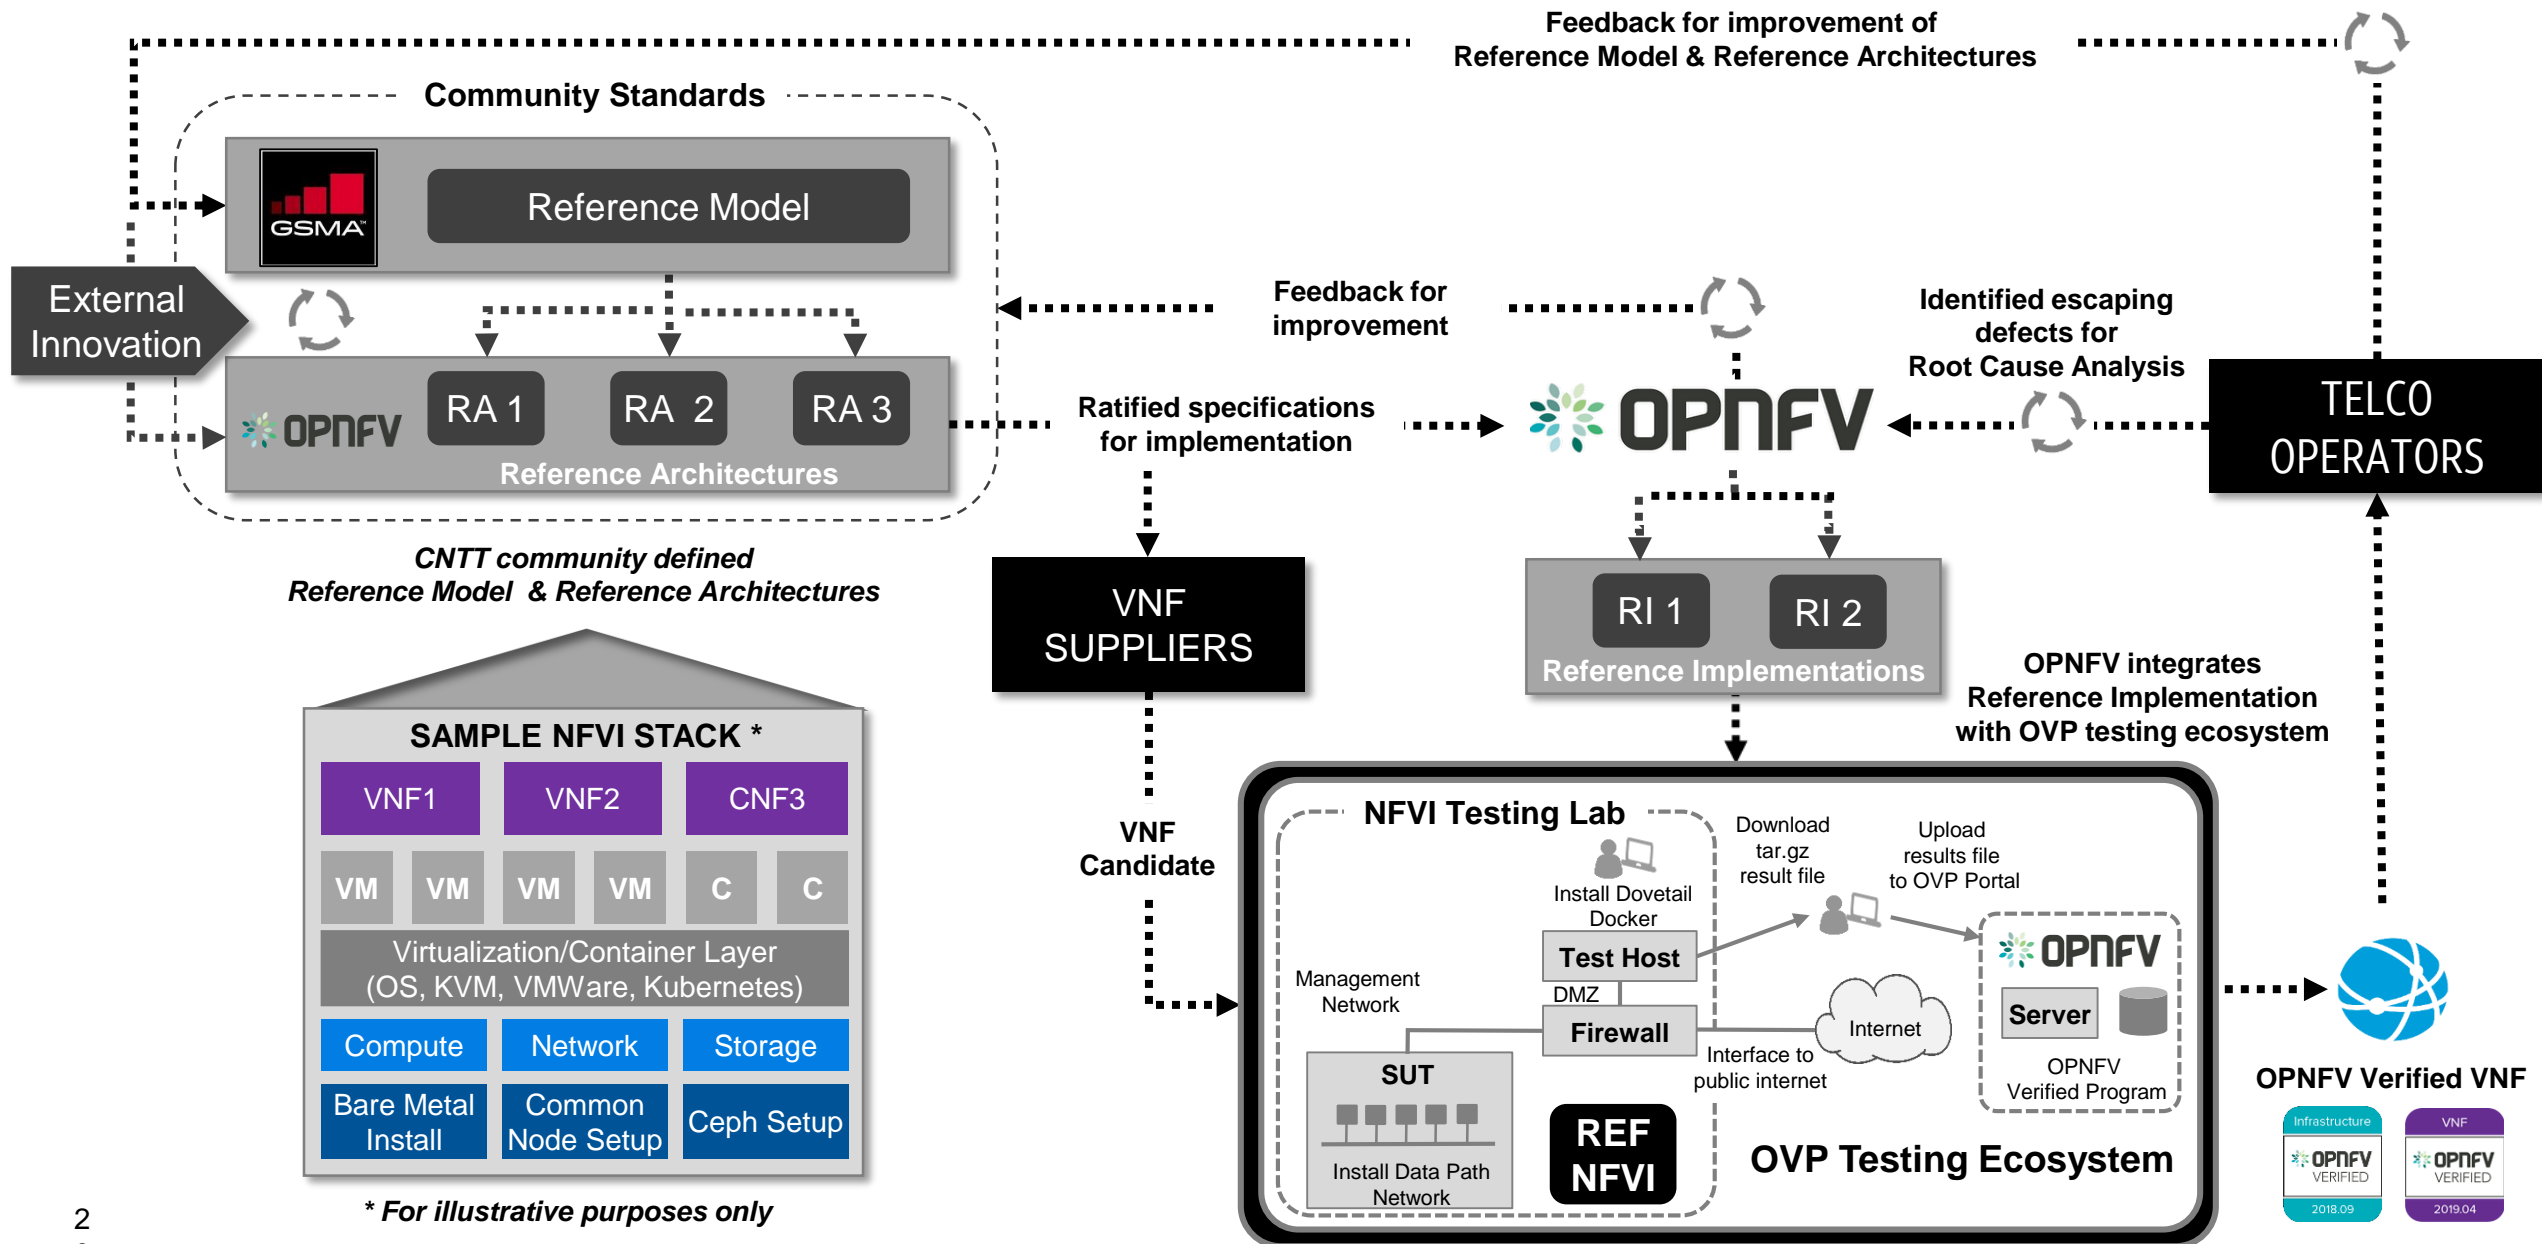 Feedback for improvement of
Reference Model & Reference Architectures
Community Standards
GSMA™
Reference Model
External
Innovation
OPNFV
RA 1
RA 2
RA 3
Reference Architectures
CNTT community defined
Reference Model & Reference Architectures
Feedback for
improvement
Ratified specifications
for implementation
OPNFV
Identified escaping
defects for
Root Cause Analysis
TELCO
OPERATORS
VNF
SUPPLIERS
RI 1
RI 2
Reference Implementations
OPNFV integrates
Reference Implementation
with OVP testing ecosystem
SAMPLE NFVI STACK *
VNF1
VNF2
CNF3
VM
VM
VM
VM
C
C
Virtualization/Container Layer
(OS, KVM, VMWare, Kubernetes)
Compute
Network
Storage
Bare Metal
Install
Common
Node Setup
Ceph Setup
* For illustrative purposes only
VNF
Candidate
NFVI Testing Lab
Install Dovetail
Docker
Test Host
DMZ
Firewall
Management
Network
SUT
Install Data Path
Network
REF
NFVI
Download
tar.gz
result file
Upload
results file
to OVP Portal
Internet
Interface to
public internet
OPNFV
Server
OPNFV
Verified Program
OVP Testing Ecosystem
OPNFV Verified VNF
Infrastructure
OPNFV
VERIFIED
2018.09
VNF
OPNFV
VERIFIED
2019.04
2